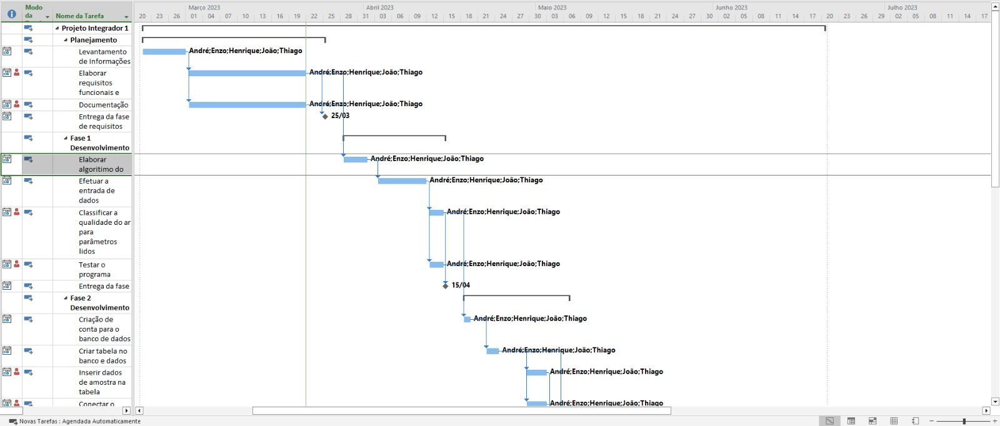 Março 2023 Abril 2023 Maio 2023 Junho 2023 Julho 2023
Modo
da
Nome da Tarefa
20 23 26 01 04 07 10 13 16 19 22 25 28 31 03 06 09 12 15 18 21 24 27 30 03 06 09 12 15 18 21 24 27 30 02 05 08 11 14 17 20 23 26 29 02 05 08 11 14 17
Projeto Integrador 1
Planejamento
Levantamento
de Informações
André;Enzo;Henrique;João;Thiago
Elaborar
requisitos
funcionais e
André;Enzo;Henrique;João;Thiago
Documentação
André;Enzo;Henrique;João;Thiago
Entrega da fase
de requisitos
25/03
Fase 1
Desenvolvimento
Elaborar
algoritimo do
André;Enzo;Henrique;João;Thiago
Efetuar a
entrada de
dados
André;Enzo;Henrique;João;Thiago
Classificar a
qualidade do ar
para
parâmetros
lidos
André;Enzo;Henrique;João;Thiago
Testar o
programa
André;Enzo;Henrique;João;Thiago
Entrega da fase
15/04
Fase 2
Desenvolvimento
Criação de
conta para o
banco de dados
André;Enzo;Henrique;João;Thiago
Criar tabela no
banco e dados
André;Enzo;Henrique;João;Thiago
Inserir dados
de amostra na
tabela
André;Enzo;Henrique;João;Thiago
Conectar o
André;Enzo;Henrique;João;Thiago
Novas Tarefas : Agendada Automaticamente